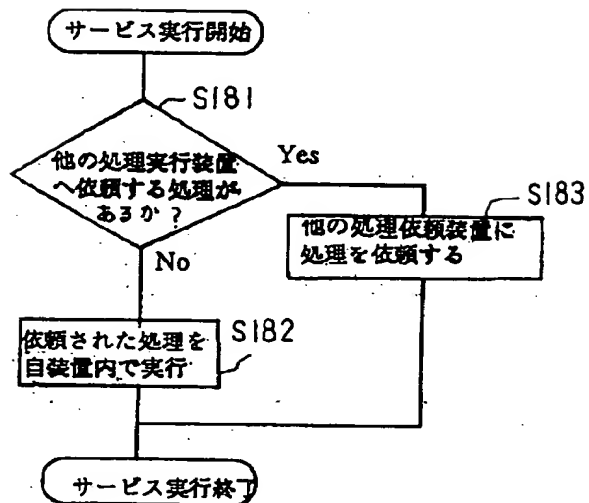 サービス実行開始
S181
他の処理実行装置
へ依頼する処理が
あるか?
Yes
S183
他の処理依頼装置に
処理を依頼する
No
S182
依頼された処理を
自装置内で実行
サービス実行終了